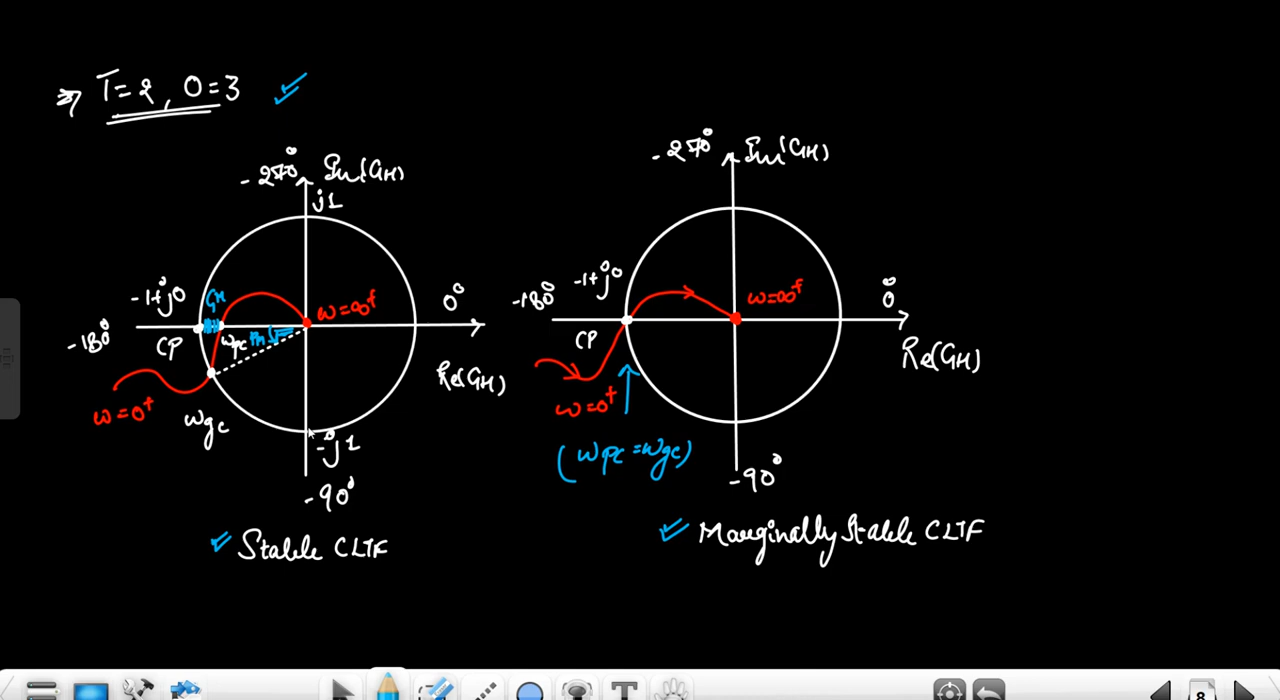 ⇒ T=2, O=3 ✓
-270°
Im(GH)
j1
-1+j0
GM
0°
-180°
CP
ωpc
PM
ω=∞⁺
Re(GH)
ω=0⁺
ωgc
-j1
-90°
✓ Stable CLTF
-270°
Im(GH)
-1+j0
-180°
ω=∞⁺
0°
CP
Re(GH)
ω=0⁺
(ωpc=ωgc)
-90°
✓ Marginally Stable CLTF
T
8